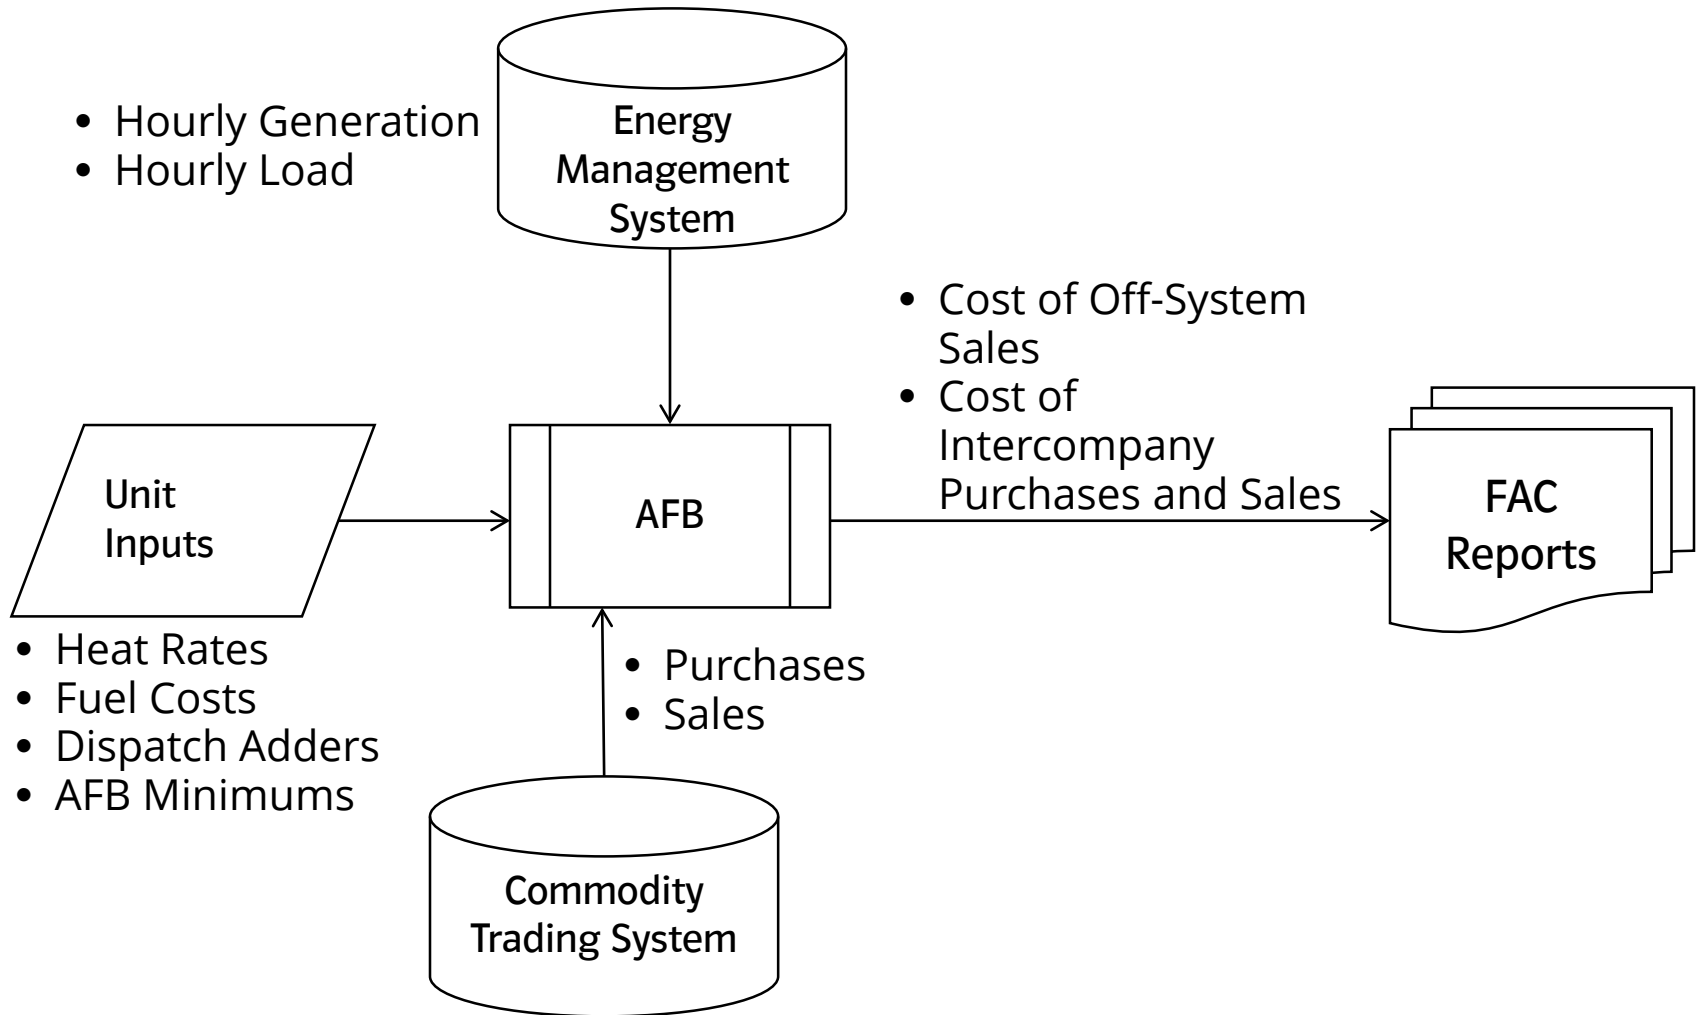 • Hourly Generation
• Hourly Load
Energy
Management
System
• Cost of Off-System
Sales
• Cost of
Intercompany
Purchases and Sales
Unit
Inputs
AFB
FAC
Reports
• Heat Rates
• Fuel Costs
• Dispatch Adders
• AFB Minimums
• Purchases
• Sales
Commodity
Trading System